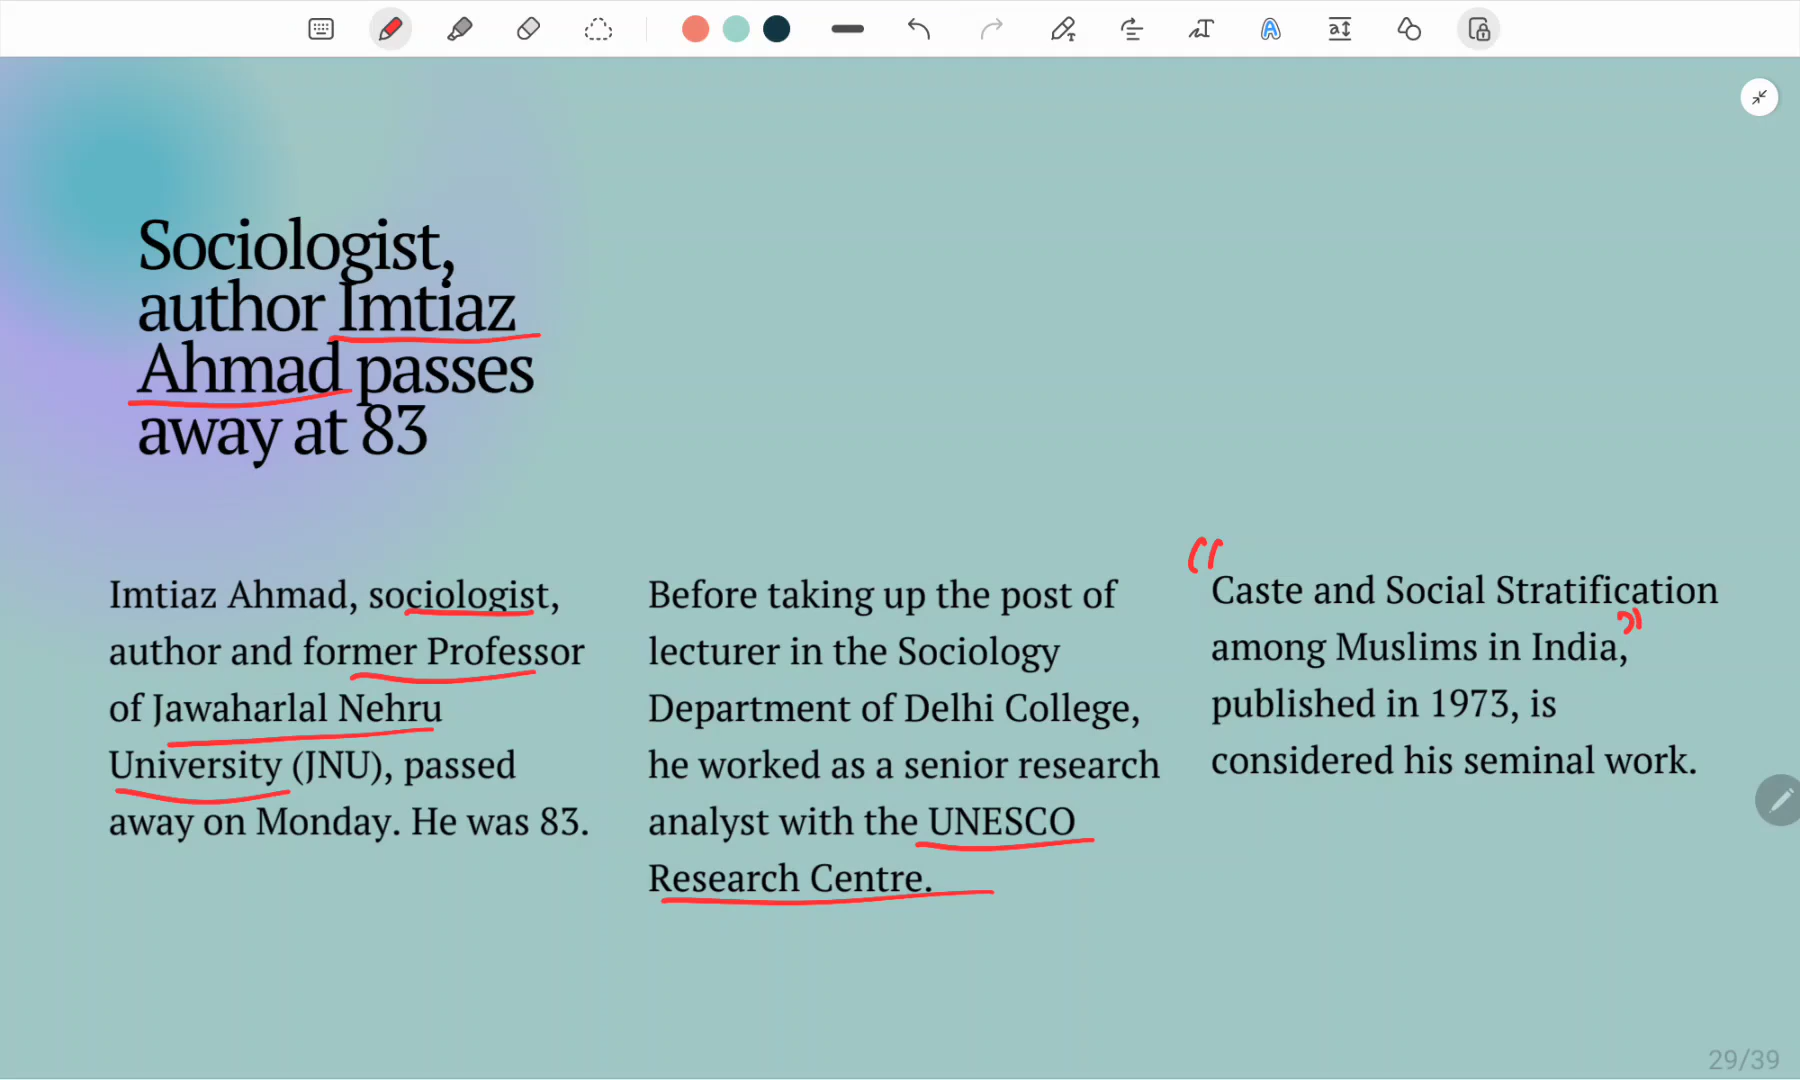 Sociologist,
author Imtiaz
Ahmad passes
away at 83
Imtiaz Ahmad, sociologist,
author and former Professor
of Jawaharlal Nehru
University (JNU), passed
away on Monday. He was 83.
Before taking up the post of
lecturer in the Sociology
Department of Delhi College,
he worked as a senior research
analyst with the UNESCO
Research Centre.
"Caste and Social Stratification
among Muslims in India,"
published in 1973, is
considered his seminal work.
29/39